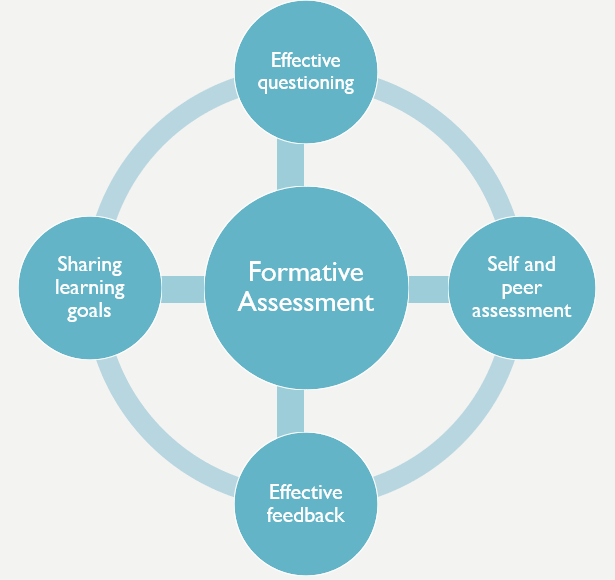 Effective
questioning
Sharing
learning
goals
Formative
Assessment
Self and
peer
assessment
Effective
feedback